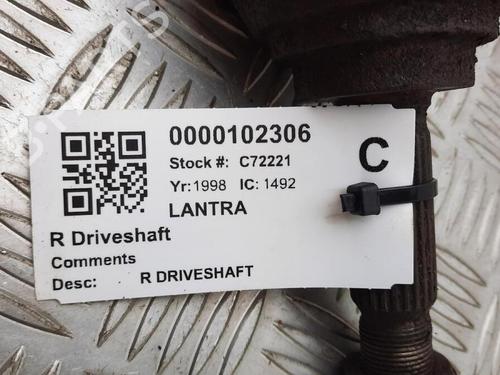 0000102306
Stock #: C72221
C
Yr:1998 IC: 1492
LANTRA
R Driveshaft
Comments
Desc: R DRIVESHAFT